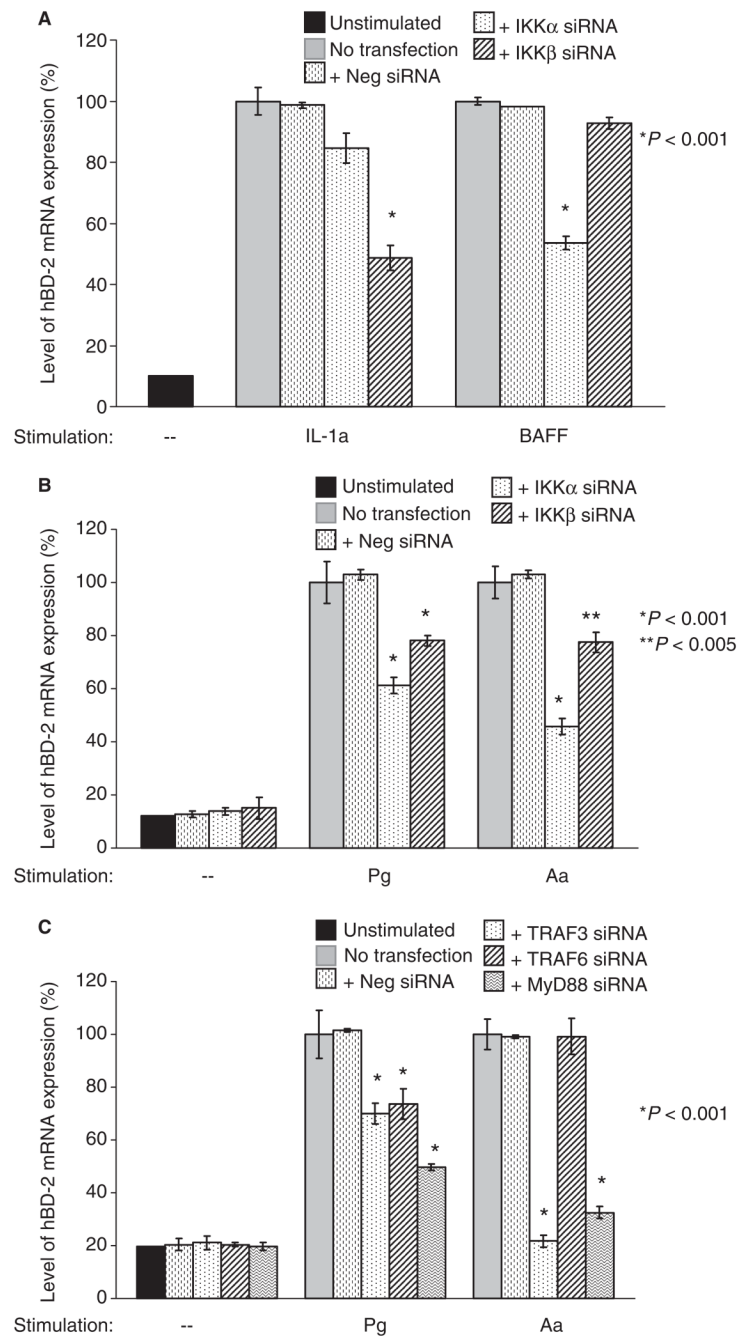 A
Unstimulated
No transfection
+ Neg siRNA
+ IKKα siRNA
+ IKKβ siRNA
Level of hBD-2 mRNA expression (%)
120
100
80
60
40
20
0
*
*
*P < 0.001
Stimulation: -- IL-1a BAFF
B
Unstimulated
No transfection
+ Neg siRNA
+ IKKα siRNA
+ IKKβ siRNA
Level of hBD-2 mRNA expression (%)
120
100
80
60
40
20
0
*
*
*
**
*P < 0.001
**P < 0.005
Stimulation: -- Pg Aa
C
Unstimulated
No transfection
+ Neg siRNA
+ TRAF3 siRNA
+ TRAF6 siRNA
+ MyD88 siRNA
Level of hBD-2 mRNA expression (%)
120
100
80
60
40
20
0
*
*
*
*
*
*P < 0.001
Stimulation: -- Pg Aa